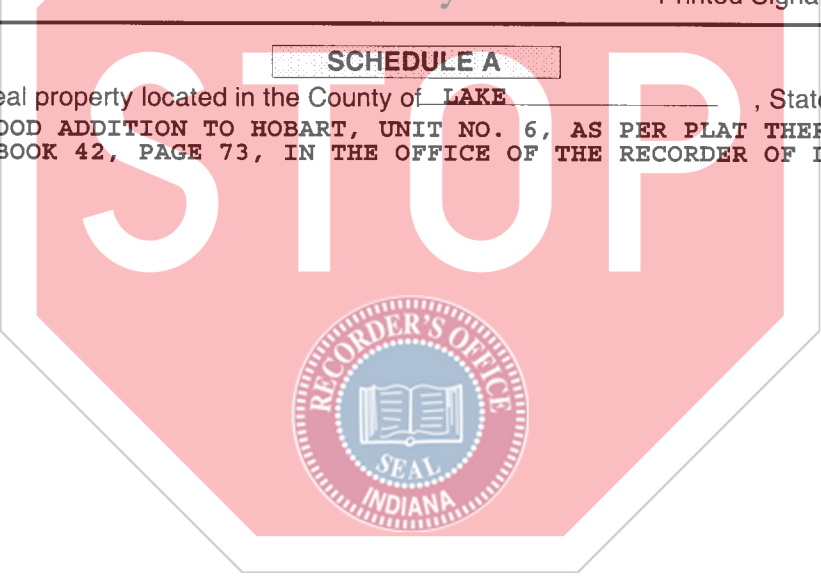 Printed Signa
SCHEDULE A
eal property located in the County of LAKE , State
OOD ADDITION TO HOBART, UNIT NO. 6, AS PER PLAT THER
BOOK 42, PAGE 73, IN THE OFFICE OF THE RECORDER OF L
STOP
RECORDER'S OFFICE
SEAL
INDIANA